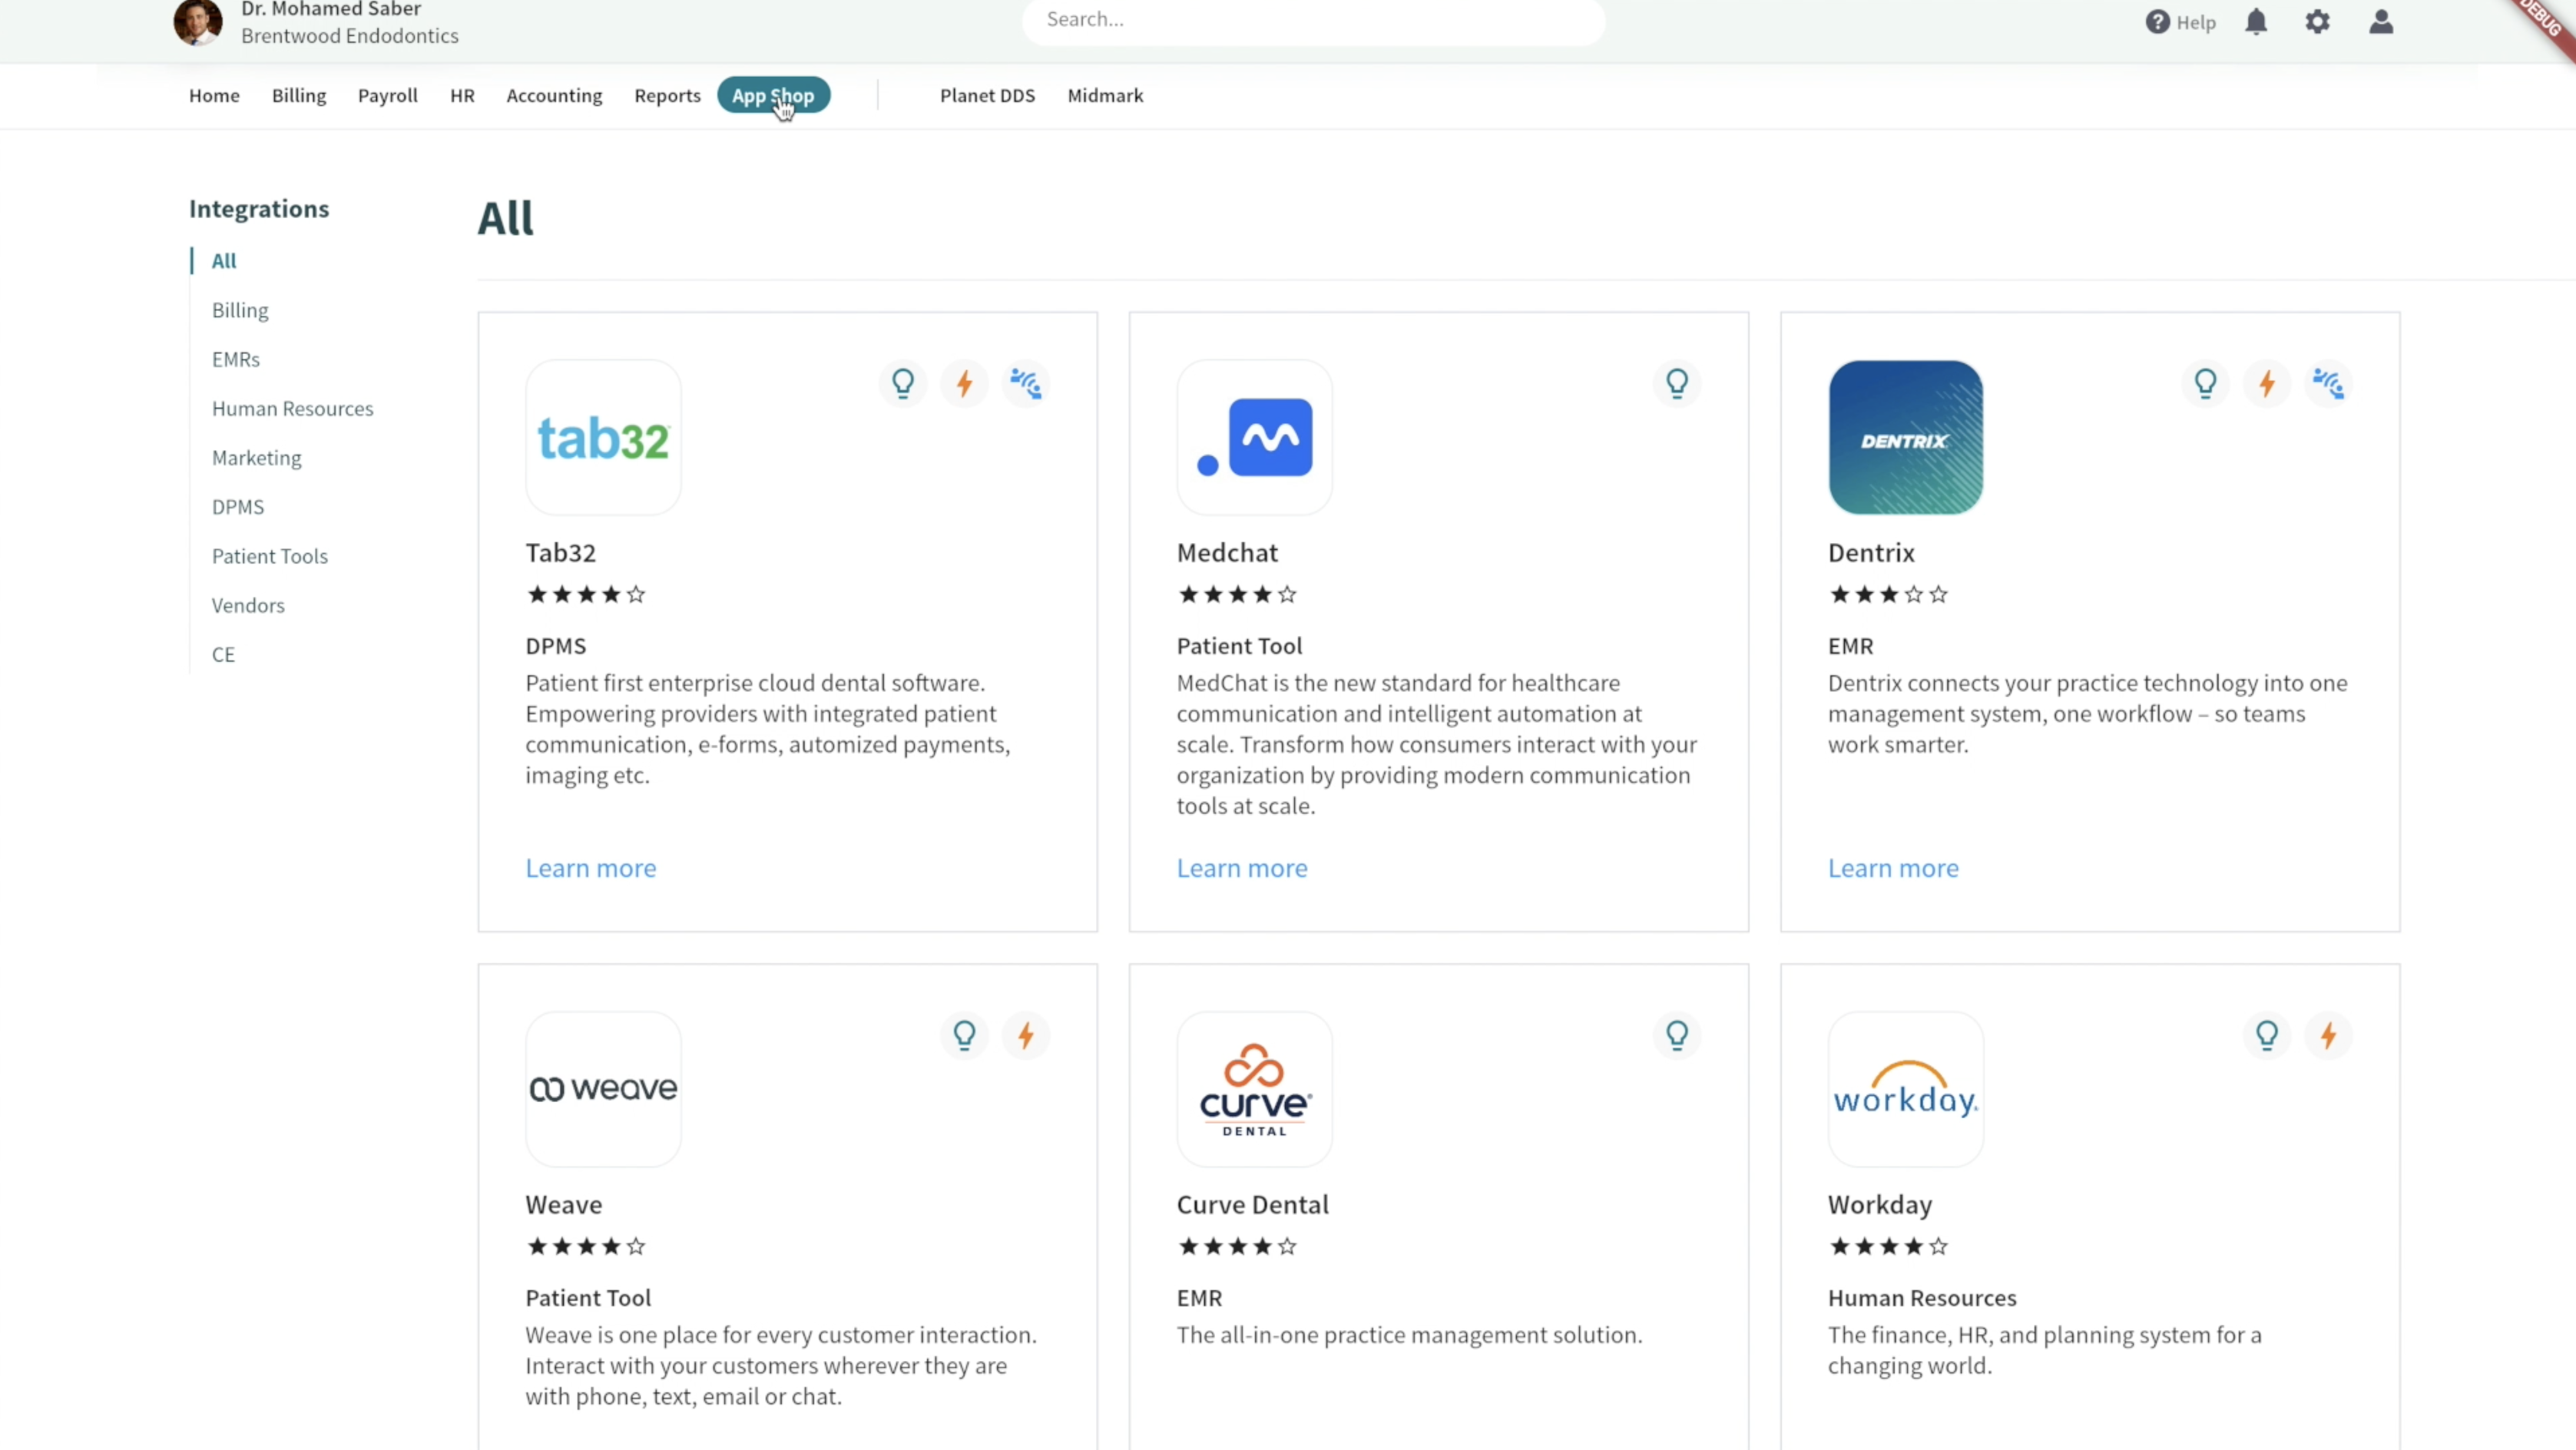 Dr. Mohamed Saber
Brentwood Endodontics
Search...
? Help
DEBUG
Home Billing Payroll HR Accounting Reports App Shop Planet DDS Midmark
Integrations
All
Billing
EMRs
Human Resources
Marketing
DPMS
Patient Tools
Vendors
CE
All
tab32
Tab32
★★★★☆
DPMS
Patient first enterprise cloud dental software.
Empowering providers with integrated patient
communication, e-forms, automized payments,
imaging etc.
Learn more
Medchat
★★★★☆
Patient Tool
MedChat is the new standard for healthcare
communication and intelligent automation at
scale. Transform how consumers interact with your
organization by providing modern communication
tools at scale.
Learn more
DENTRIX
Dentrix
★★★☆☆
EMR
Dentrix connects your practice technology into one
management system, one workflow – so teams
work smarter.
Learn more
weave
Weave
★★★★☆
Patient Tool
Weave is one place for every customer interaction.
Interact with your customers wherever they are
with phone, text, email or chat.
curve®
DENTAL
Curve Dental
★★★★☆
EMR
The all-in-one practice management solution.
workday.
Workday
★★★★☆
Human Resources
The finance, HR, and planning system for a
changing world.